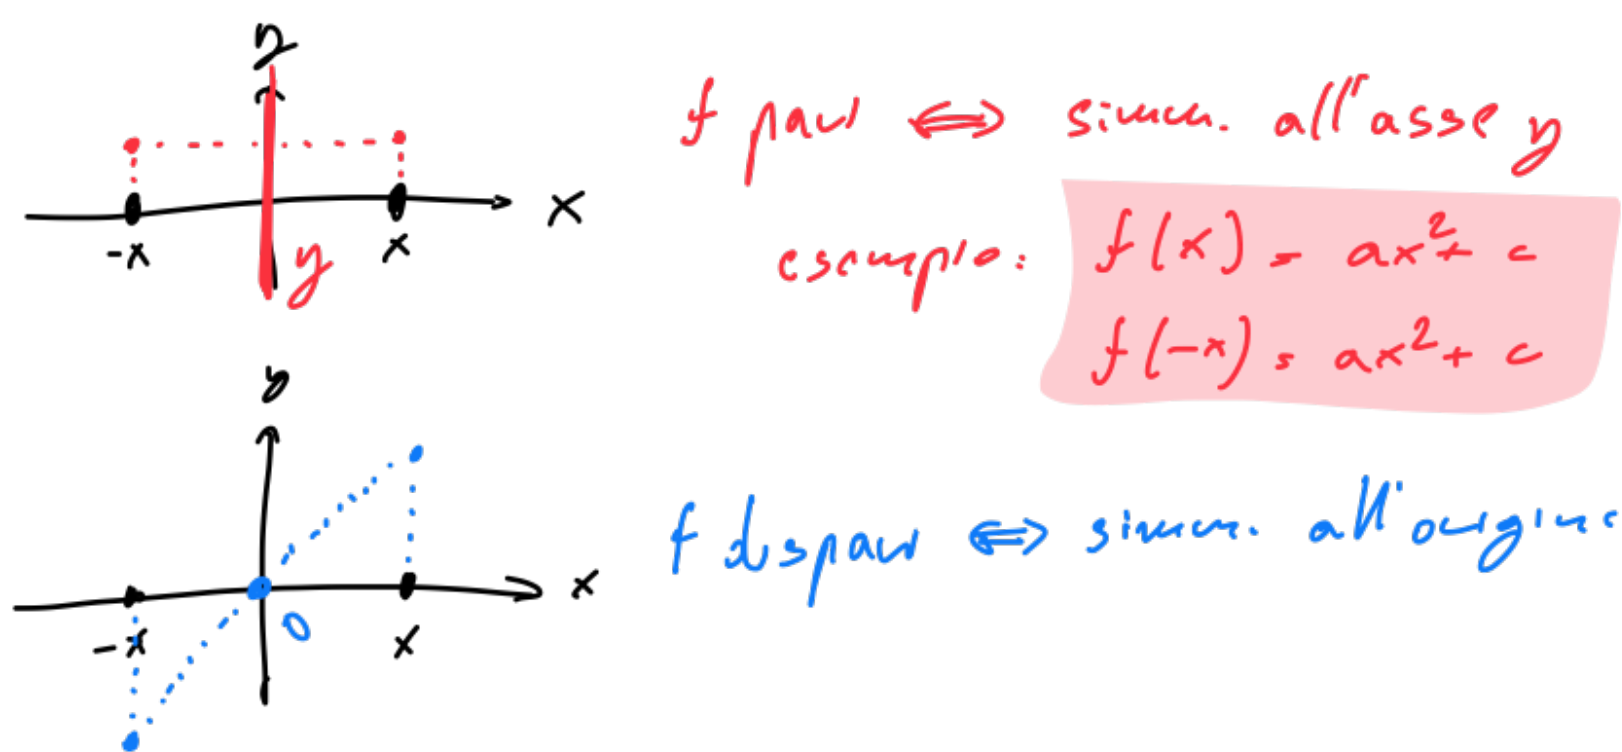 y
x
-x
x
y
f pari ⇔ simm. all'asse y
esempio: f(x) = ax²+ c
f(-x) = ax²+ c
y
x
-x
0
x
f dispari ⇔ simm. all'origine